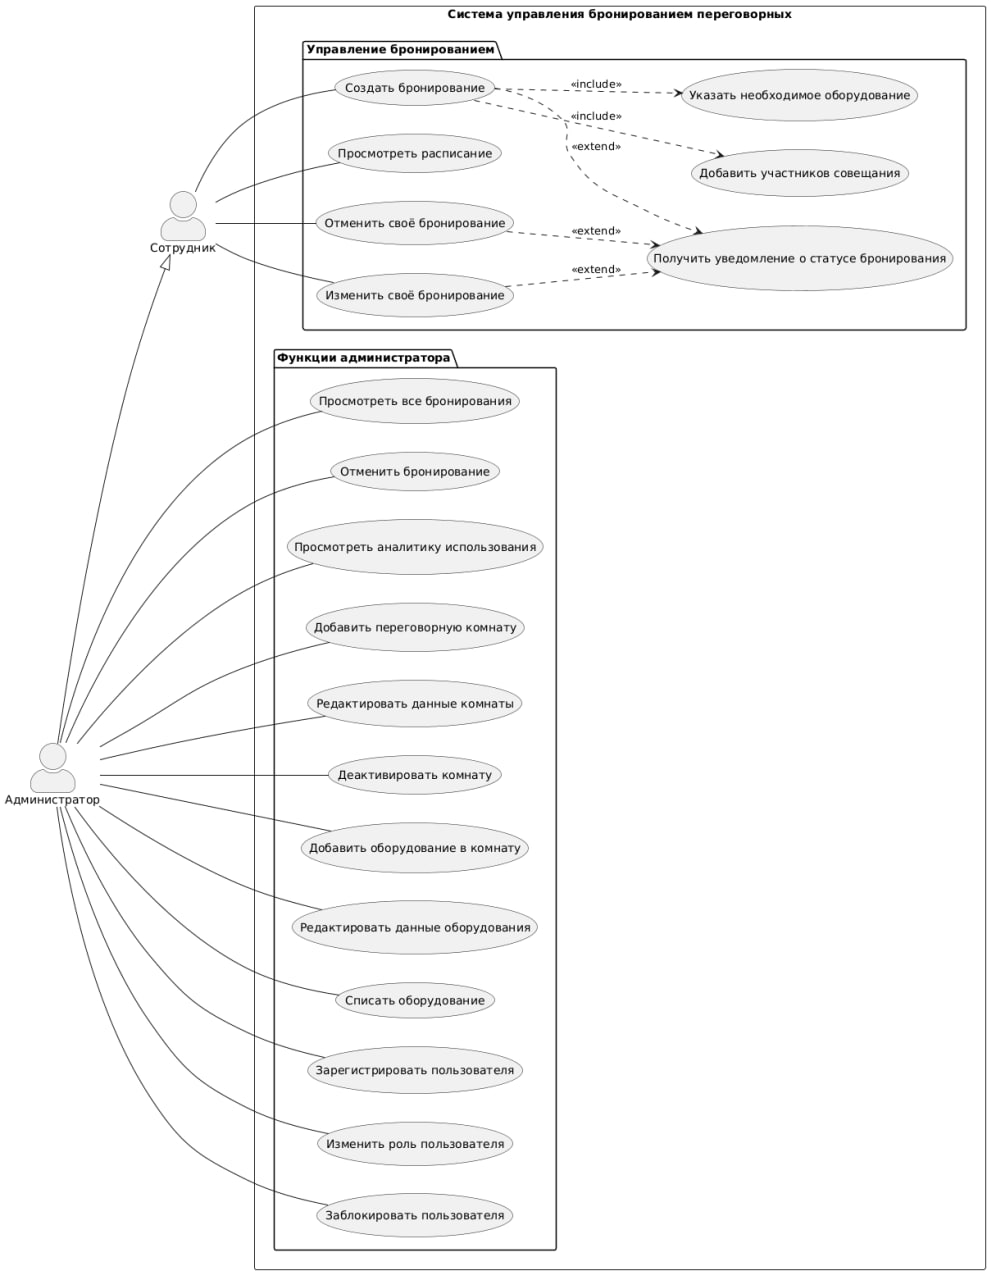 Система управления бронированием переговорных
Управление бронированием
Создать бронирование
«include»
Указать необходимое оборудование
«include»
«extend»
Просмотреть расписание
Добавить участников совещания
Сотрудник
Отменить своё бронирование
«extend»
Получить уведомление о статусе бронирования
«extend»
Изменить своё бронирование
Функции администратора
Просмотреть все бронирования
Отменить бронирование
Просмотреть аналитику использования
Добавить переговорную комнату
Редактировать данные комнаты
Деактивировать комнату
Администратор
Добавить оборудование в комнату
Редактировать данные оборудования
Списать оборудование
Зарегистрировать пользователя
Изменить роль пользователя
Заблокировать пользователя